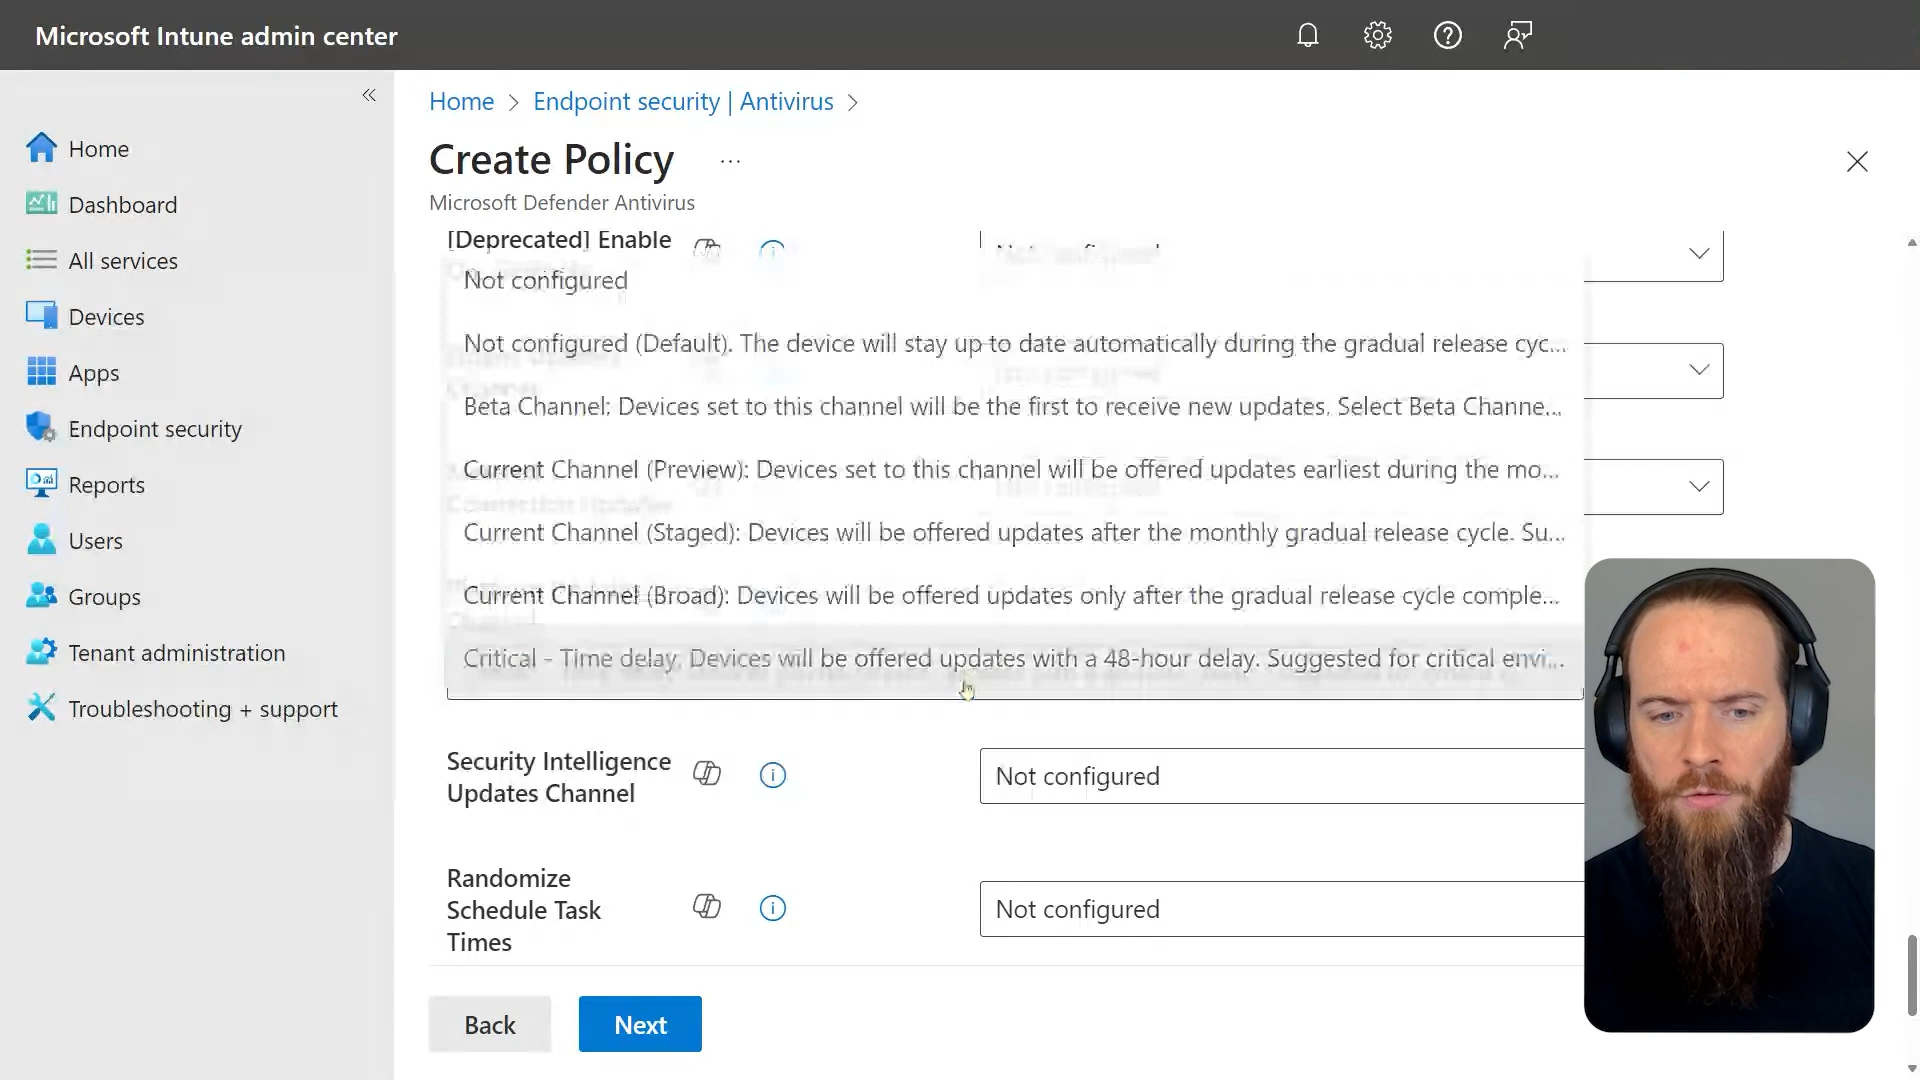 Microsoft Intune admin center
Home
Dashboard
All services
Devices
Apps
Endpoint security
Reports
Users
Groups
Tenant administration
Troubleshooting + support
Home > Endpoint security | Antivirus >
Create Policy ...
Microsoft Defender Antivirus
[Deprecated] Enable
Not configured
Not configured (Default). The device will stay up to date automatically during the gradual release cyc...
Beta Channel: Devices set to this channel will be the first to receive new updates. Select Beta Channe...
Current Channel (Preview): Devices set to this channel will be offered updates earliest during the mo...
Current Channel (Staged): Devices will be offered updates after the monthly gradual release cycle. Su...
Current Channel (Broad): Devices will be offered updates only after the gradual release cycle comple...
Critical - Time delay: Devices will be offered updates with a 48-hour delay. Suggested for critical envi...
Security Intelligence
Updates Channel
Not configured
Randomize
Schedule Task
Times
Not configured
Back
Next